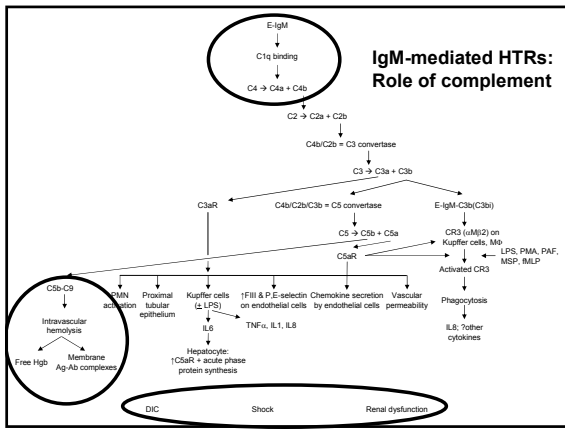 E-IgM
C1q binding
C4 → C4a + C4b
IgM-mediated HTRs:
Role of complement
C2 → C2a + C2b
C4b/C2b = C3 convertase
C3 → C3a + C3b
C3aR
C4b/C2b/C3b = C5 convertase
E-IgM-C3b(C3bi)
C5 → C5b + C5a
CR3 (αMβ2) on
Kupffer cells, MΦ
C5aR
LPS, PMA, PAF,
MSP, fMLP
Activated CR3
C5b-C9
PMN
activation
Proximal
tubular
epithelium
Kupffer cells
(± LPS)
↑FIII & P,E-selectin
on endothelial cells
Chemokine secretion
by endothelial cells
Vascular
permeability
Phagocytosis
Intravascular
hemolysis
IL6
TNFα, IL1, IL8
IL8; ?other
cytokines
Free Hgb
Membrane
Ag-Ab complexes
Hepatocyte:
↑C5aR + acute phase
protein synthesis
DIC
Shock
Renal dysfunction